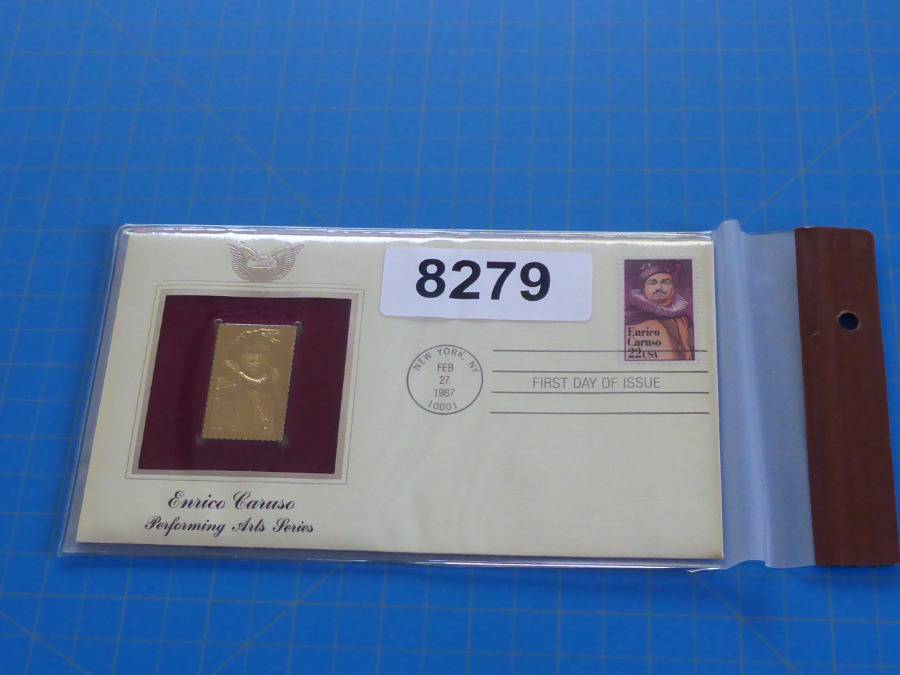 8279
Enrico
Caruso
22USA
NEW YORK, NY
FEB
27
1987
10001
FIRST DAY OF ISSUE
Enrico Caruso
Performing Arts Series